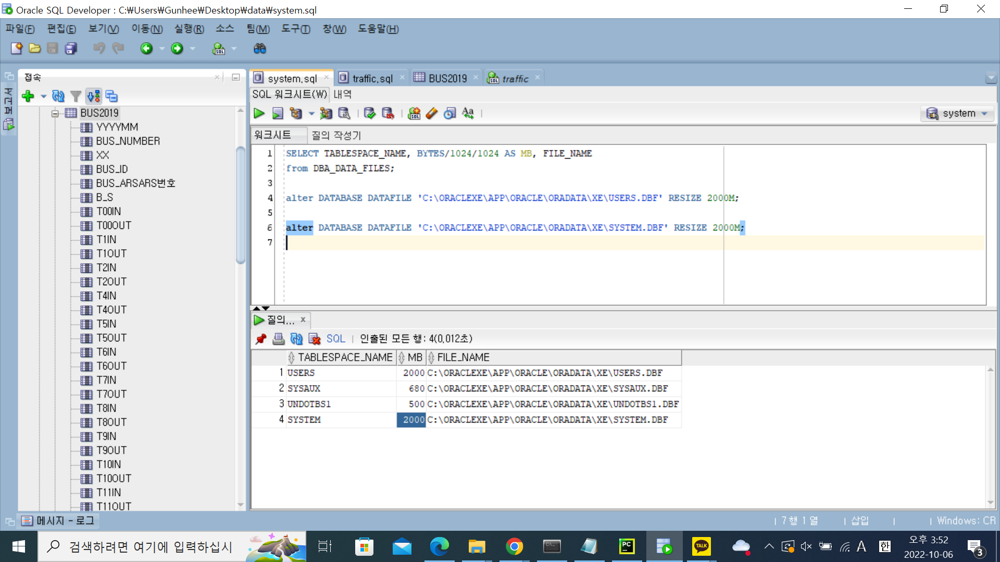 Oracle SQL Developer : C:₩Users₩Gunhee₩Desktop₩data₩system.sql
파일(F) 편집(E) 보기(V) 이동(N) 실행(R) 소스 팀(M) 도구(T) 창(W) 도움말(H)
접속
보고서
BUS2019
YYYYMM
BUS_NUMBER
XX
BUS_ID
BUS_ARSARS번호
B_S
T00IN
T00OUT
T1IN
T1OUT
T2IN
T2OUT
T4IN
T4OUT
T5IN
T5OUT
T6IN
T6OUT
T7IN
T7OUT
T8IN
T8OUT
T9IN
T9OUT
T10IN
T10OUT
T11IN
T11OUT
system.sql traffic.sql BUS2019 traffic
SQL 워크시트(W) 내역
system
워크시트 질의 작성기
1 SELECT TABLESPACE_NAME, BYTES/1024/1024 AS MB, FILE_NAME
2 from DBA_DATA_FILES;
3
4 alter DATABASE DATAFILE 'C:\ORACLEXE\APP\ORACLE\ORADATA\XE\USERS.DBF' RESIZE 2000M;
5
6 alter DATABASE DATAFILE 'C:\ORACLEXE\APP\ORACLE\ORADATA\XE\SYSTEM.DBF' RESIZE 2000M;
7
질의...
SQL 인출된 모든 행: 4(0,012초)
TABLESPACE_NAME MB FILE_NAME
1 USERS 2000 C:\ORACLEXE\APP\ORACLE\ORADATA\XE\USERS.DBF
2 SYSAUX 680 C:\ORACLEXE\APP\ORACLE\ORADATA\XE\SYSAUX.DBF
3 UNDOTBS1 500 C:\ORACLEXE\APP\ORACLE\ORADATA\XE\UNDOTBS1.DBF
4 SYSTEM 2000 C:\ORACLEXE\APP\ORACLE\ORADATA\XE\SYSTEM.DBF
메시지 - 로그
7행 1열 삽입 Windows: CR
검색하려면 여기에 입력하십시
PC
TALK
A 한
오후 3:52
2022-10-06
3